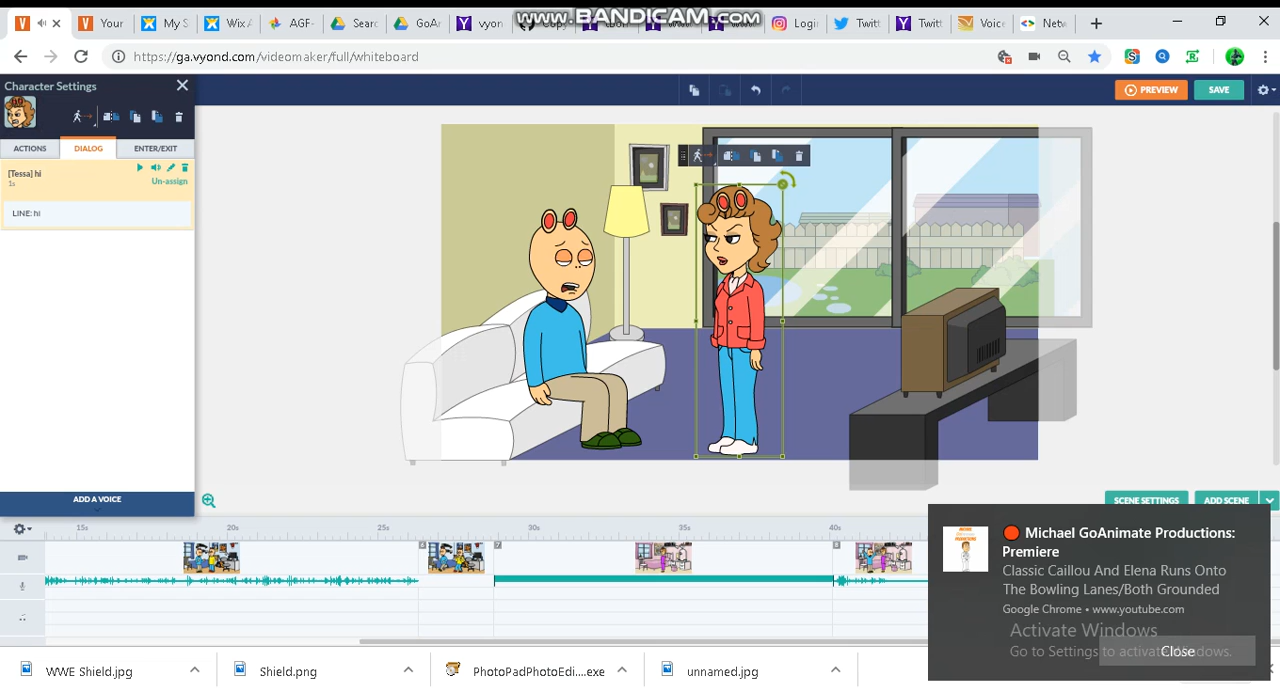 www.BANDICAM.com
Your
My S
Wix A
AGF-
Searc
GoAr
vyon
Logi
Twitt
Twitt
Voice
Netw
https://ga.vyond.com/videomaker/full/whiteboard
Character Settings
PREVIEW
SAVE
ACTIONS
DIALOG
ENTER/EXIT
[Tessa] hi
1s
Un-assign
LINE: hi
ADD A VOICE
SCENE SETTINGS
ADD SCENE
15s
20s
25s
30s
35s
40s
7
8
Michael GoAnimate Productions:
Premiere
Classic Caillou And Elena Runs Onto
The Bowling Lanes/Both Grounded
Google Chrome • www.youtube.com
Activate Windows
Go to Settings to activate Windows.
Close
WWE Shield.jpg
Shield.png
PhotoPadPhotoEdi....exe
unnamed.jpg